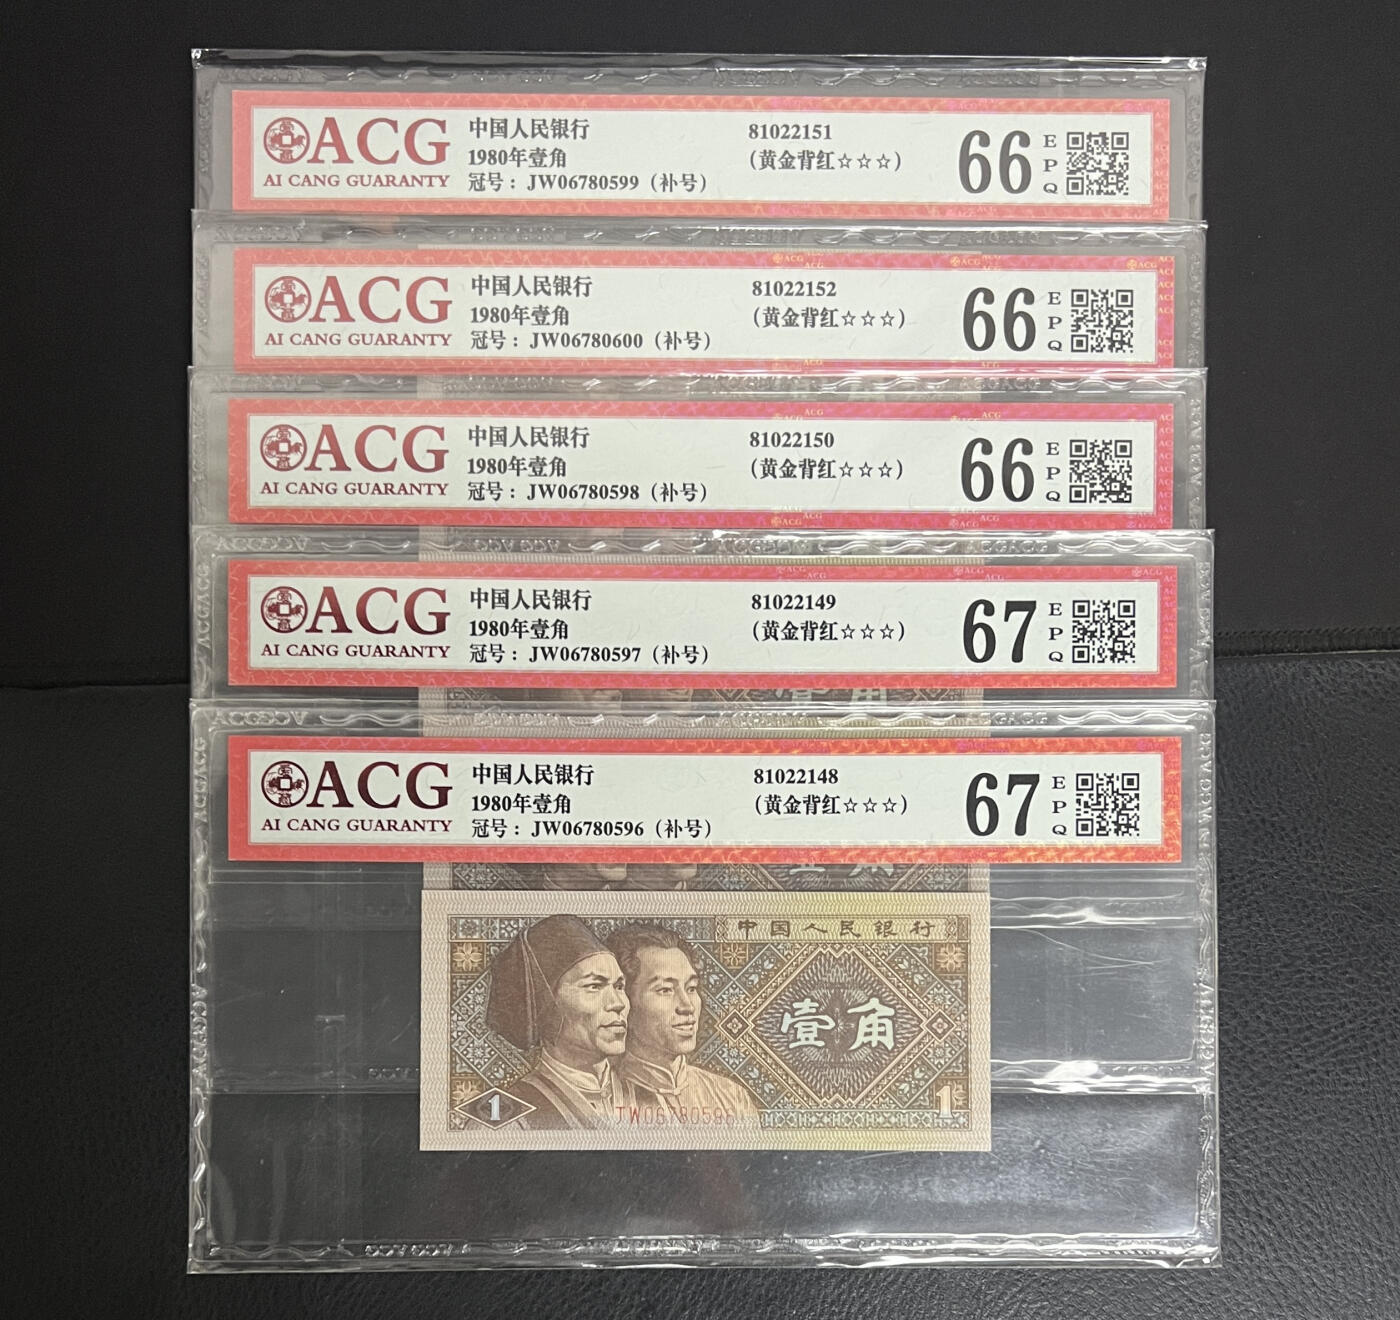 ACG
AI CANG GUARANTY
中国人民银行
1980年壹角
冠号：JW06780599（补号）
81022151
（黄金背红☆☆☆）
66
EPQ
ACG
AI CANG GUARANTY
中国人民银行
1980年壹角
冠号：JW06780600（补号）
81022152
（黄金背红☆☆☆）
66
EPQ
ACG
AI CANG GUARANTY
中国人民银行
1980年壹角
冠号：JW06780598（补号）
81022150
（黄金背红☆☆☆）
66
EPQ
ACG
AI CANG GUARANTY
中国人民银行
1980年壹角
冠号：JW06780597（补号）
81022149
（黄金背红☆☆☆）
67
EPQ
壹角
ACG
AI CANG GUARANTY
中国人民银行
1980年壹角
冠号：JW06780596（补号）
81022148
（黄金背红☆☆☆）
67
EPQ
壹角
中国人民银行
壹角
1
JW06780596
1